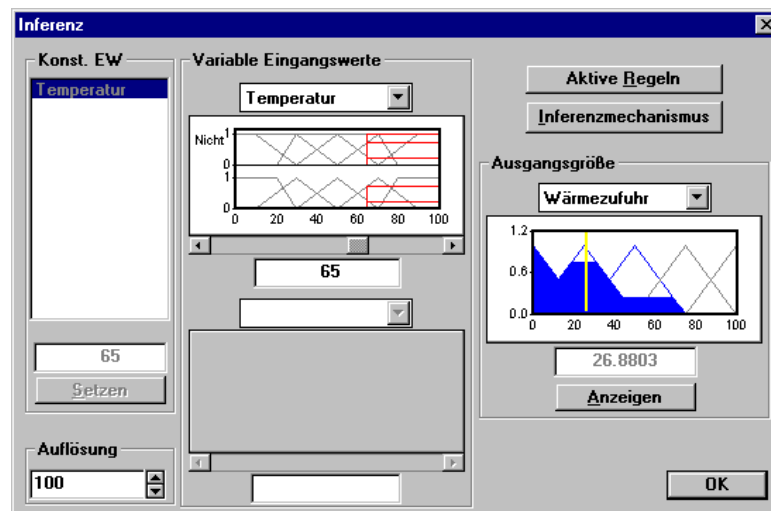 Inferenz
Konst. EW
Temperatur
65
Setzen
Auflösung
100
Variable Eingangswerte
Temperatur
Nicht 1
0
1
0
0 20 40 60 80 100
65
Aktive Regeln
Inferenzmechanismus
Ausgangsgröße
Wärmezufuhr
1.2
0.6
0.0
0 20 40 60 80 100
26.8803
Anzeigen
OK